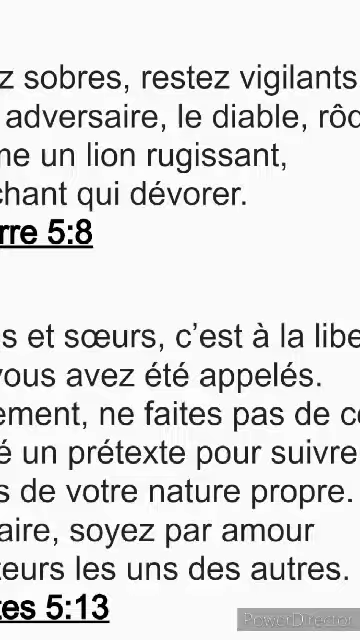 z sobres, restez vigilants
adversaire, le diable, rôd
me un lion rugissant,
chant qui dévorer.
rre 5:8
s et sœurs, c’est à la libe
vous avez été appelés.
ement, ne faites pas de c
é un prétexte pour suivre
s de votre nature propre.
aire, soyez par amour
teurs les uns des autres.
tes 5:13
PowerDirector